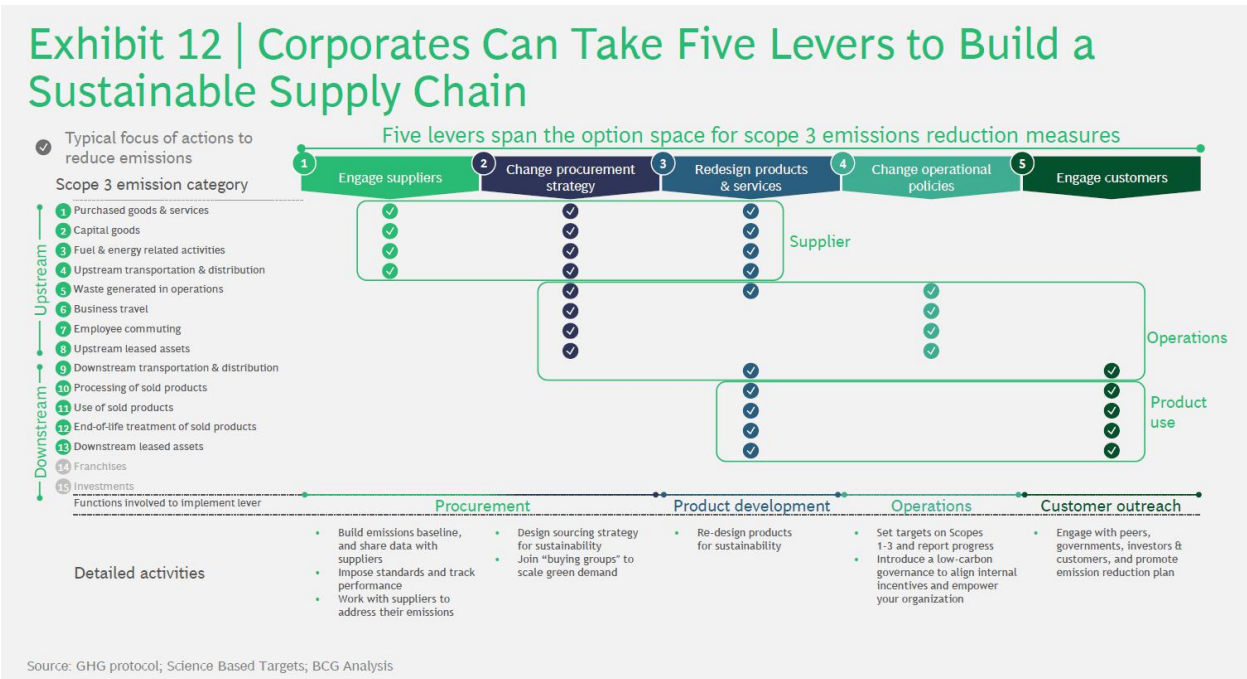 Exhibit 12 | Corporates Can Take Five Levers to Build a
Sustainable Supply Chain
Typical focus of actions to
reduce emissions
Five levers span the option space for scope 3 emissions reduction measures
Scope 3 emission category
1
Engage suppliers
2
Change procurement
strategy
3
Redesign products
& services
4
Change operational
policies
5
Engage customers
Upstream
1 Purchased goods & services
2 Capital goods
3 Fuel & energy related activities
4 Upstream transportation & distribution
5 Waste generated in operations
6 Business travel
7 Employee commuting
8 Upstream leased assets
Downstream
9 Downstream transportation & distribution
10 Processing of sold products
11 Use of sold products
12 End-of-life treatment of sold products
13 Downstream leased assets
14 Franchises
15 Investments
Supplier
Operations
Product
use
Functions involved to implement lever
Procurement
Product development
Operations
Customer outreach
Detailed activities
• Build emissions baseline,
and share data with
suppliers
• Impose standards and track
performance
• Work with suppliers to
address their emissions
• Design sourcing strategy
for sustainability
• Join “buying groups” to
scale green demand
• Re-design products
for sustainability
• Set targets on Scopes
1-3 and report progress
• Introduce a low-carbon
governance to align internal
incentives and empower
your organization
• Engage with peers,
governments, investors &
customers, and promote
emission reduction plan
Source: GHG protocol; Science Based Targets; BCG Analysis